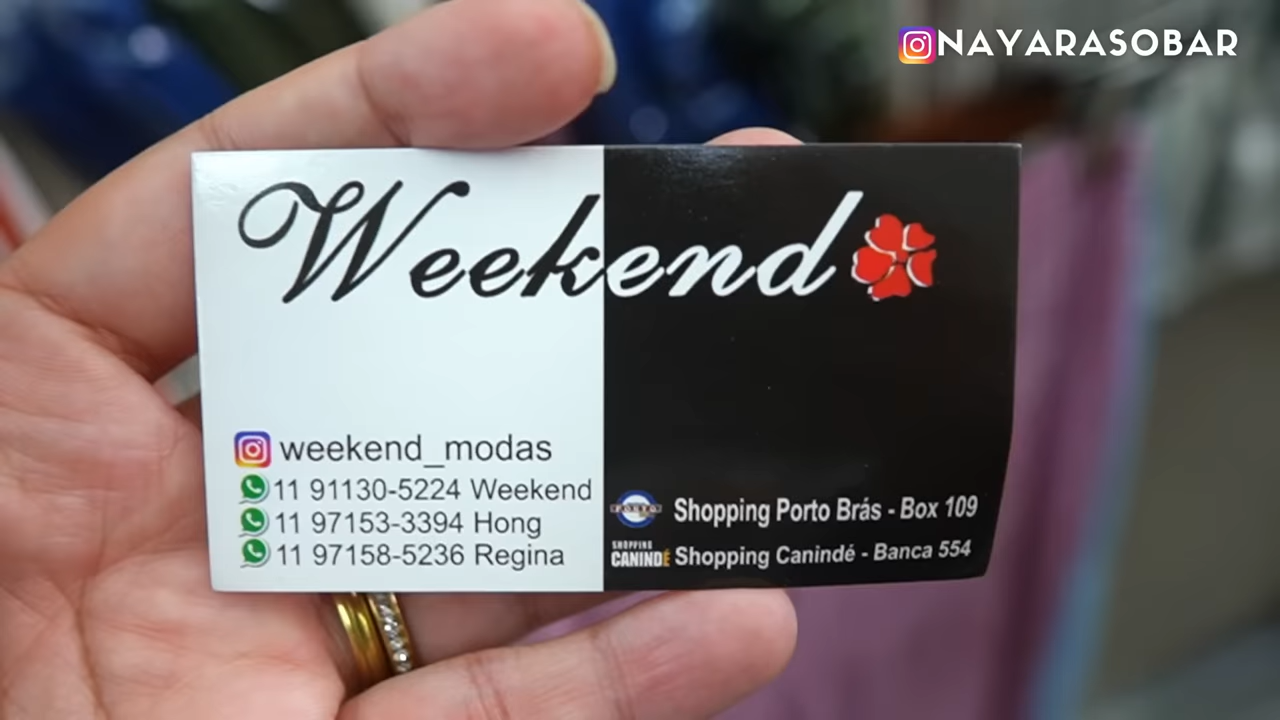 NAYARASOBAR
Weekend
weekend_modas
11 91130-5224 Weekend
11 97153-3394 Hong
11 97158-5236 Regina
Shopping Porto Brás - Box 109
SHOPPING
CANINDÉ
Shopping Canindé - Banca 554